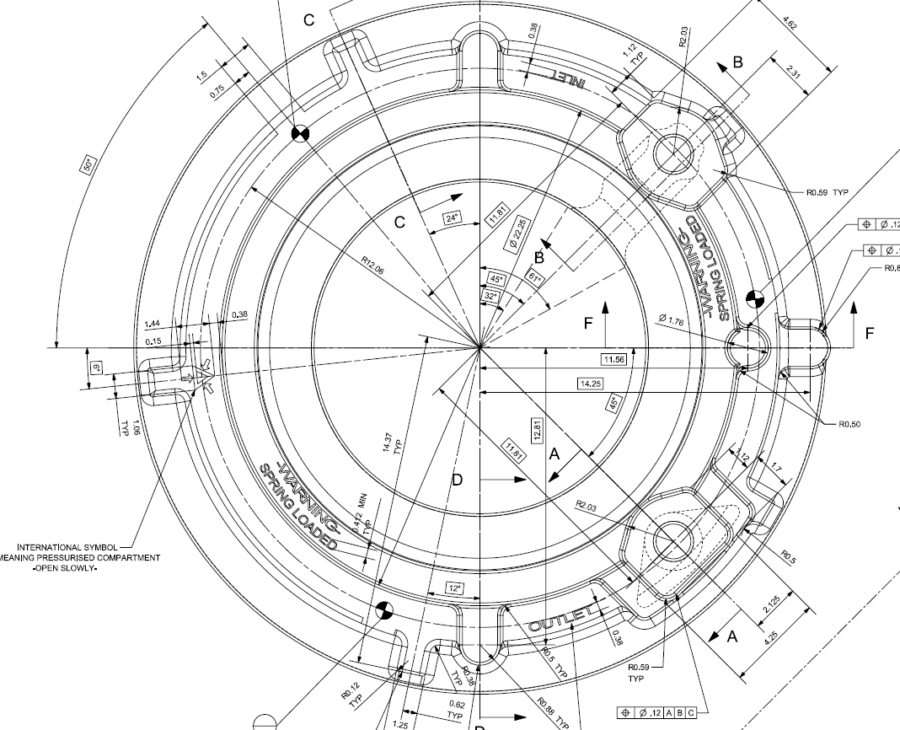 C
0.38
R2.03
4.62
1.12
TYP
B
2.31
1.5
0.75
INLET
50°
R0.59 TYP
C
24°
11.81
Ø 22.25
-WARNING-
SPRING LOADED
Ø .12
B
R12.06
45°
61°
32°
F
Ø 1.76
F
1.44
0.38
0.15
11.56
14.25
6°
45°
1.06
TYP
R0.50
12.81
14.37
TYP
11.81
A
1.12
1.7
D
-WARNING-
SPRING LOADED
0.412 MIN
TYP
R2.03
INTERNATIONAL SYMBOL
MEANING PRESSURISED COMPARTMENT
-OPEN SLOWLY-
R0.5
12°
2.125
4.25
OUTLET
0.38
A
R0.5 TYP
R0.59
TYP
R0.38
TYP
R0.12
TYP
0.62
TYP
R0.88 TYP
Ø .12 A B C
1.25